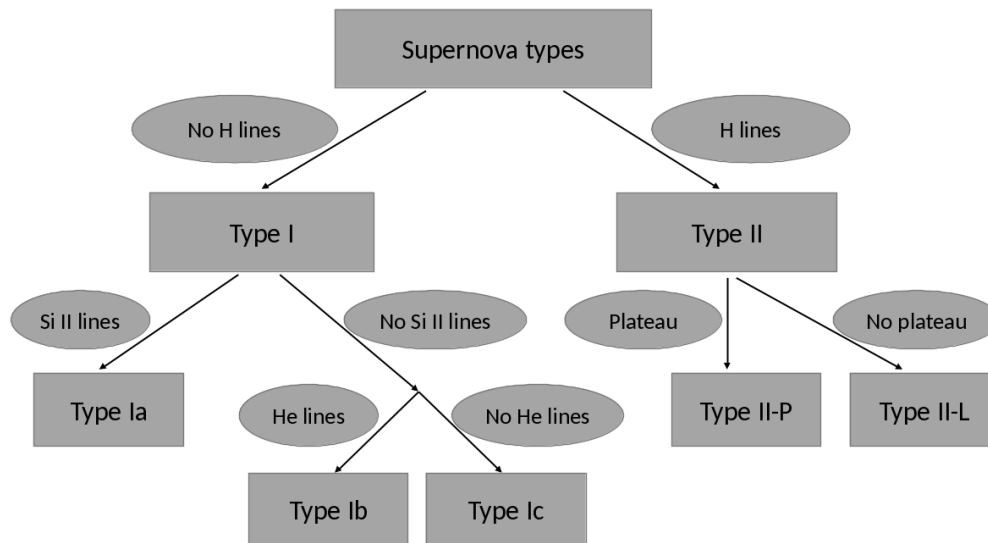 Supernova types
No H lines
H lines
Type I
Type II
Si II lines
No Si II lines
Plateau
No plateau
Type Ia
He lines
No He lines
Type II-P
Type II-L
Type Ib
Type Ic